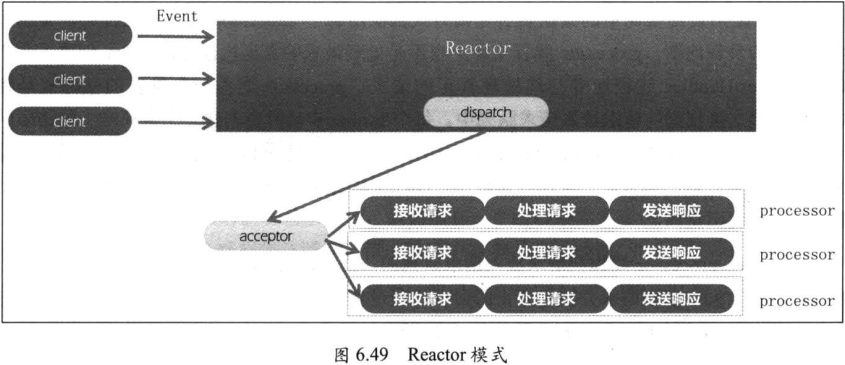 Event
client
client
client
Reactor
dispatch
acceptor
接收请求 处理请求 发送响应 processor
接收请求 处理请求 发送响应 processor
接收请求 处理请求 发送响应 processor
图 6.49 Reactor 模式